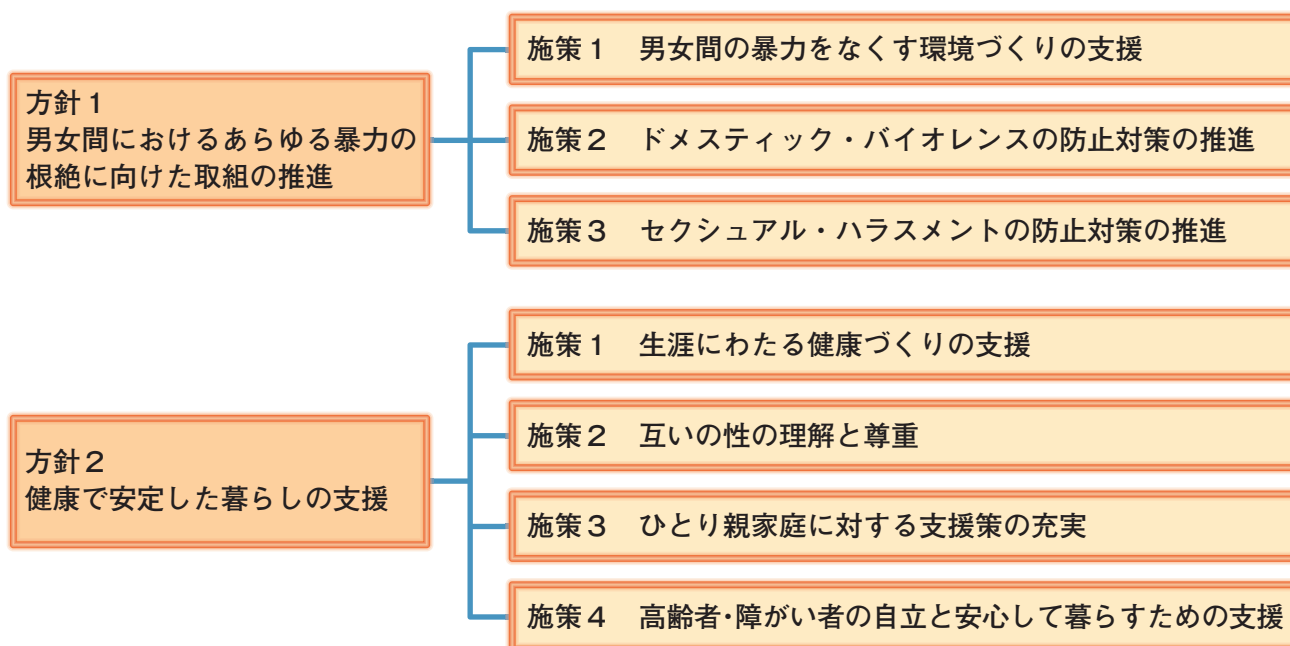 方針１
男女間におけるあらゆる暴力の
根絶に向けた取組の推進
施策１　男女間の暴力をなくす環境づくりの支援
施策２　ドメスティック・バイオレンスの防止対策の推進
施策３　セクシュアル・ハラスメントの防止対策の推進
方針２
健康で安定した暮らしの支援
施策１　生涯にわたる健康づくりの支援
施策２　互いの性の理解と尊重
施策３　ひとり親家庭に対する支援策の充実
施策４　高齢者・障がい者の自立と安心して暮らすための支援